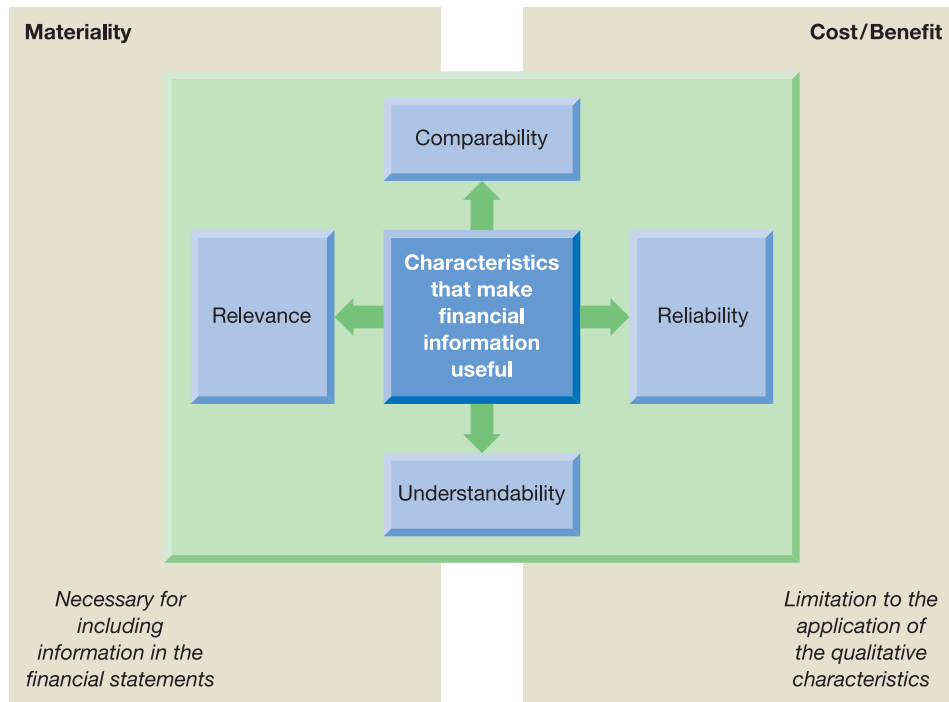 Materiality
Cost/Benefit
Comparability
Relevance
Characteristics
that make
financial
information
useful
Reliability
Understandability
Necessary for
including
information in the
financial statements
Limitation to the
application of
the qualitative
characteristics